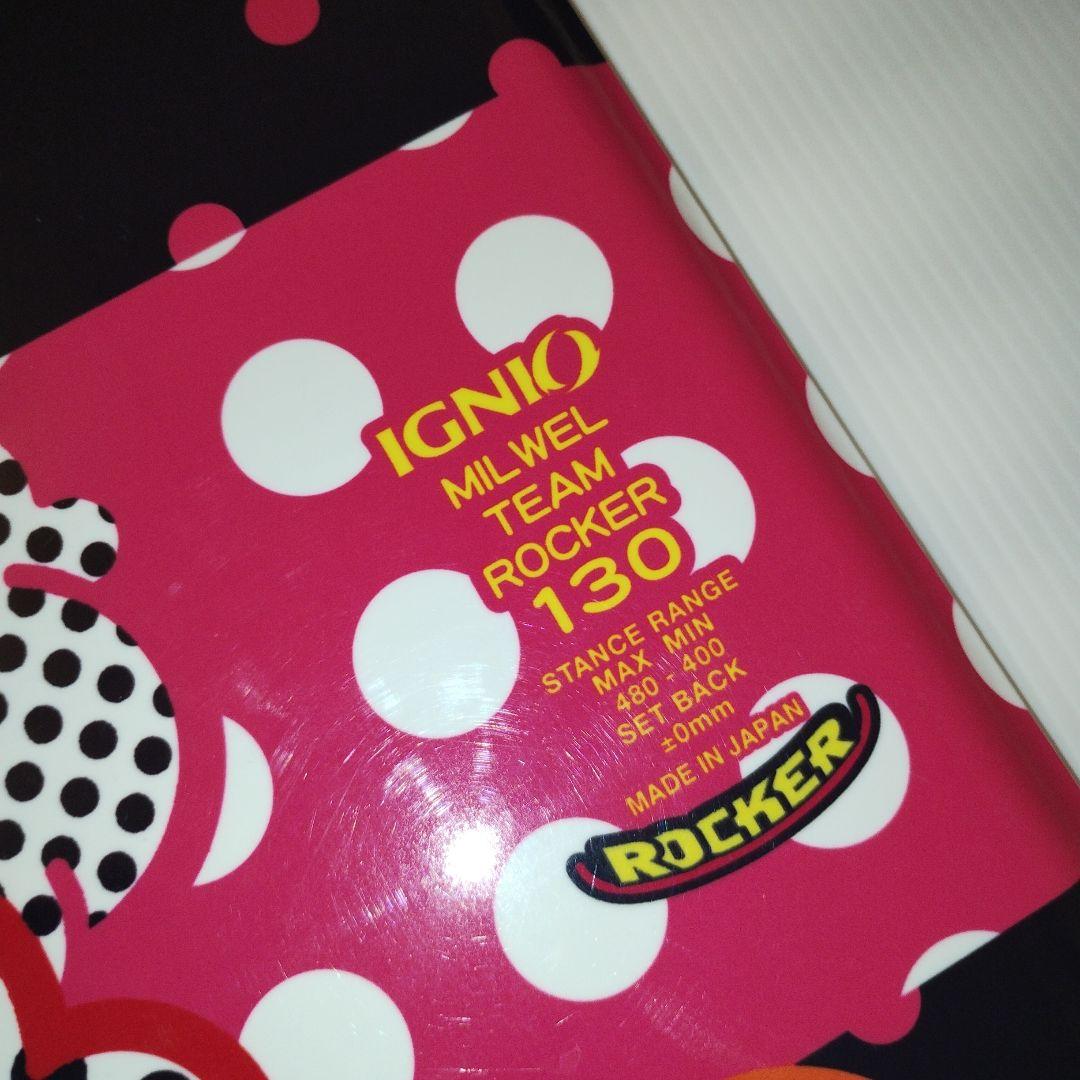 IGNIO
MILWEL
TEAM
ROCKER
130
STANCE RANGE
MAX MIN
480 - 400
SET BACK
±0mm
MADE IN JAPAN
ROCKER